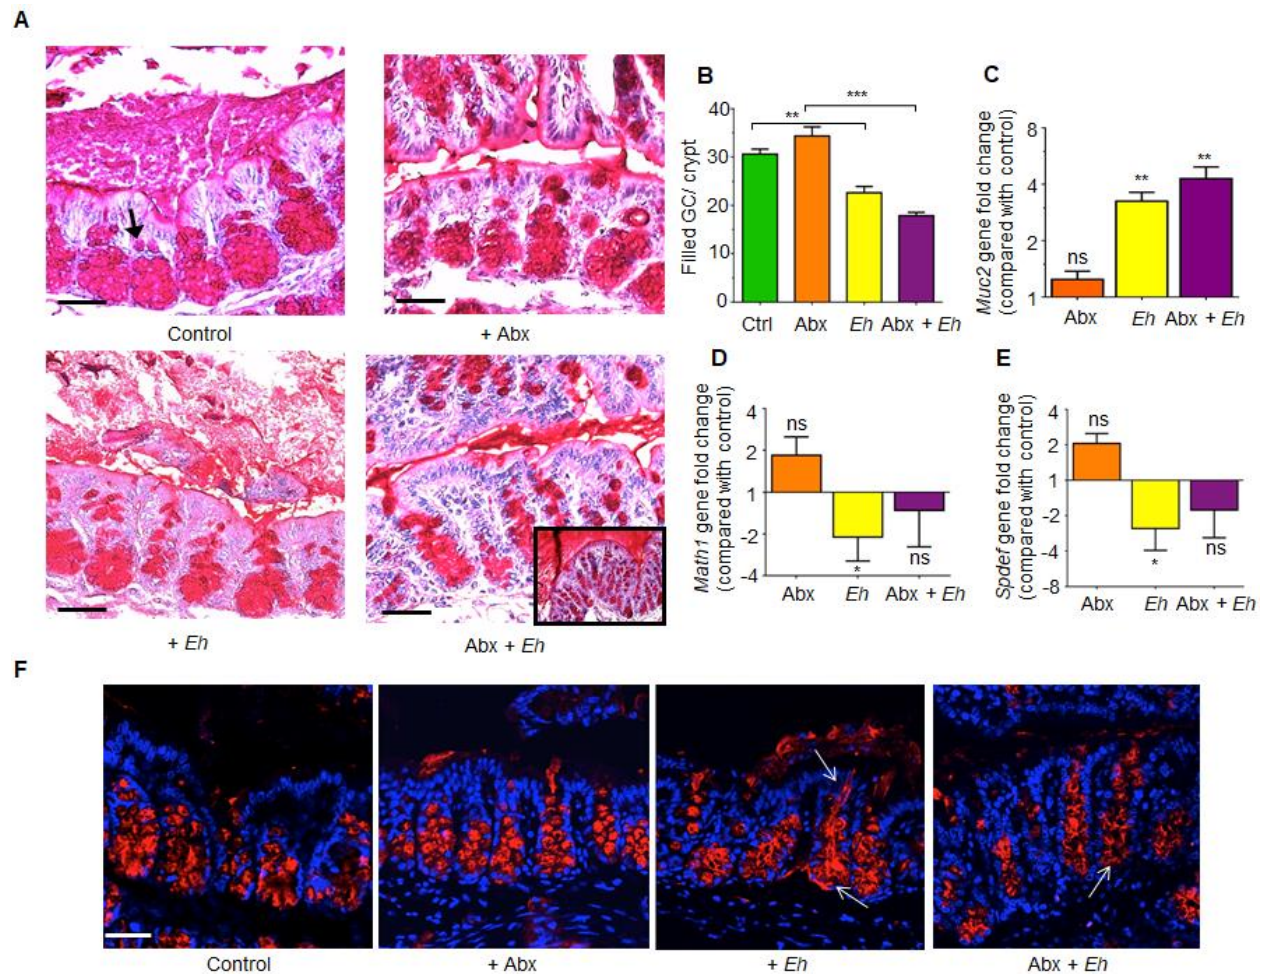 A
Control
+ Abx
+ Eh
Abx + Eh
B
Filled GC/ crypt
40
30
20
10
0
**
***
Ctrl Abx Eh Abx + Eh
C
Muc2 gene fold change
(compared with control)
8
4
2
1
ns
**
**
Abx Eh Abx + Eh
D
Math1 gene fold change
(compared with control)
4
2
1
-2
-4
ns
*
ns
Abx Eh Abx + Eh
E
Spdef gene fold change
(compared with control)
4
2
1
-2
-4
-8
ns
*
ns
Abx Eh Abx + Eh
F
Control
+ Abx
+ Eh
Abx + Eh